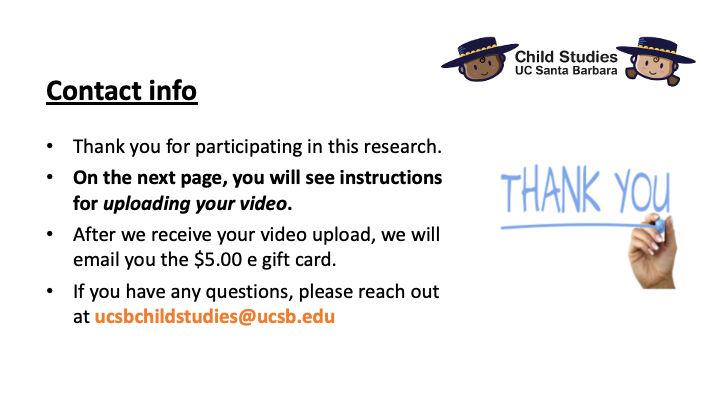 Child Studies
UC Santa Barbara
Contact info
• Thank you for participating in this research.
• On the next page, you will see instructions
for uploading your video.
• After we receive your video upload, we will
email you the $5.00 e gift card.
• If you have any questions, please reach out
at ucsbchildstudies@ucsb.edu
THANK YOU